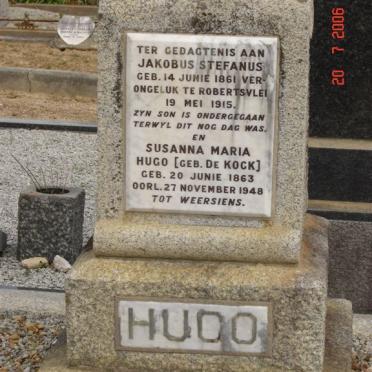 TER GEDAGTENIS AAN
JAKOBUS STEFANUS
GEB. 14 JUNIE 1861 VER-
ONGELUK TE ROBERTSVLEI
19 MEI 1915.
ZYN SON IS ONDERGEGAAN
TERWYL DIT NOG DAG WAS.
EN
SUSANNA MARIA
HUGO [GEB. DE KOCK]
GEB. 20 JUNIE 1863
OORL. 27 NOVEMBER 1948
TOT WEERSIENS.
HUGO
20 7 2006